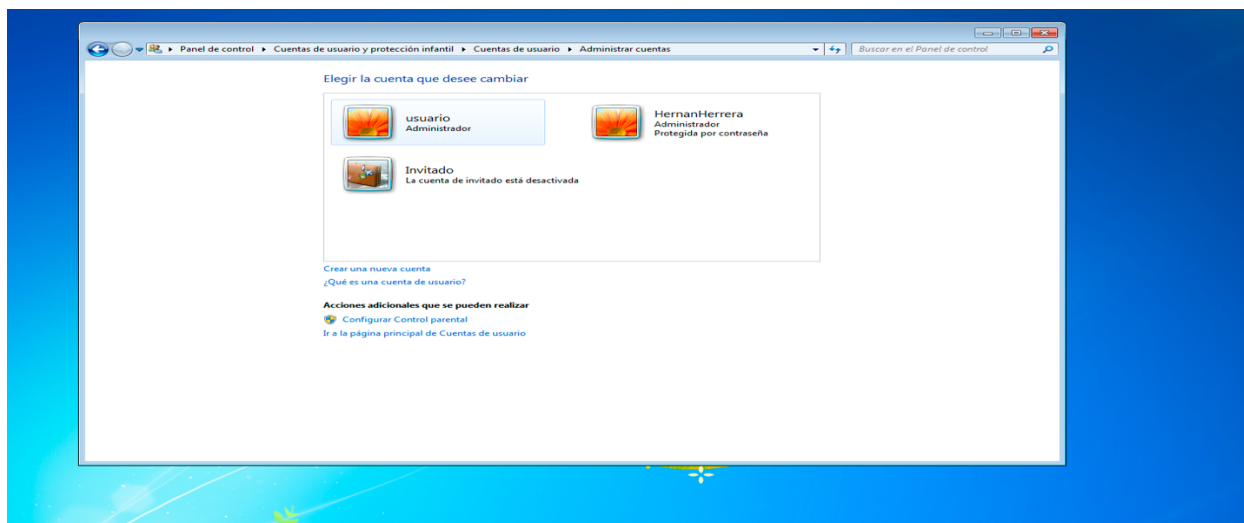 Panel de control ▸ Cuentas de usuario y protección infantil ▸ Cuentas de usuario ▸ Administrar cuentas
Buscar en el Panel de control
Elegir la cuenta que desee cambiar
usuario
Administrador
HernanHerrera
Administrador
Protegida por contraseña
Invitado
La cuenta de invitado está desactivada
Crear una nueva cuenta
¿Qué es una cuenta de usuario?
Acciones adicionales que se pueden realizar
Configurar Control parental
Ir a la página principal de Cuentas de usuario